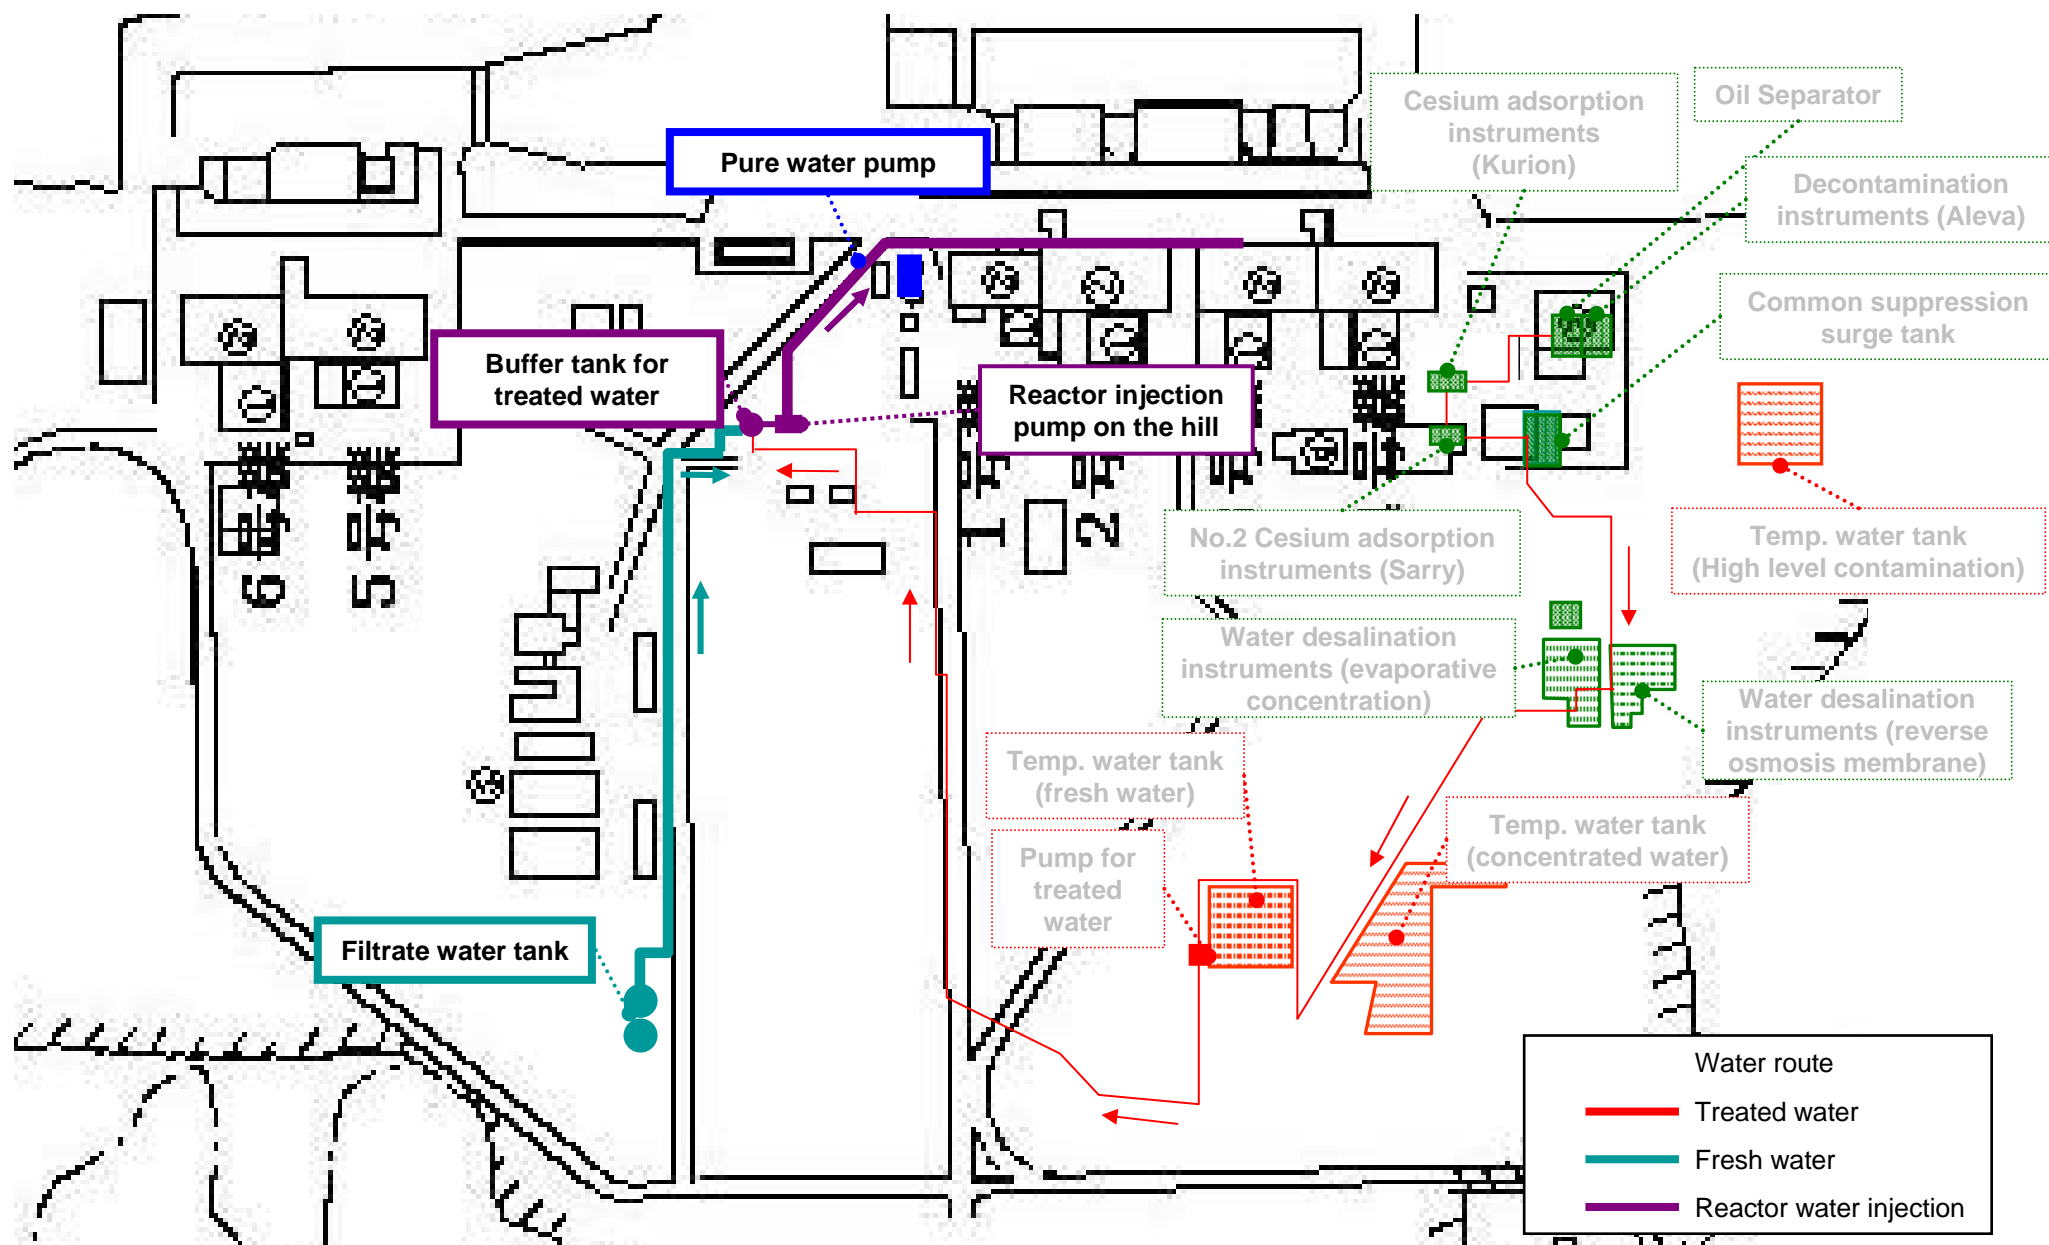 Cesium adsorption
instruments
(Kurion)
Oil Separator
Pure water pump
Decontamination
instruments (Aleva)
Common suppression
surge tank
Buffer tank for
treated water
Reactor injection
pump on the hill
No.2 Cesium adsorption
instruments (Sarry)
Temp. water tank
(High level contamination)
6号
5号
1
2
Water desalination
instruments (evaporative
concentration)
Water desalination
instruments (reverse
osmosis membrane)
Temp. water tank
(fresh water)
Temp. water tank
(concentrated water)
Pump for
treated
water
Filtrate water tank
Water route
Treated water
Fresh water
Reactor water injection